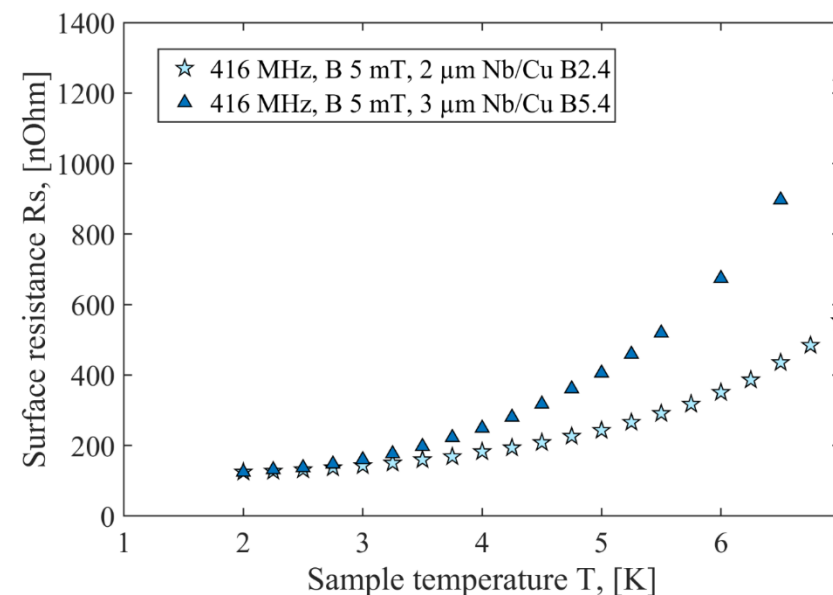 1400
1200
1000
800
600
400
200
0
416 MHz, B 5 mT, 2 µm Nb/Cu B2.4
416 MHz, B 5 mT, 3 µm Nb/Cu B5.4
Surface resistance Rs, [nOhm]
1 2 3 4 5 6
Sample temperature T, [K]